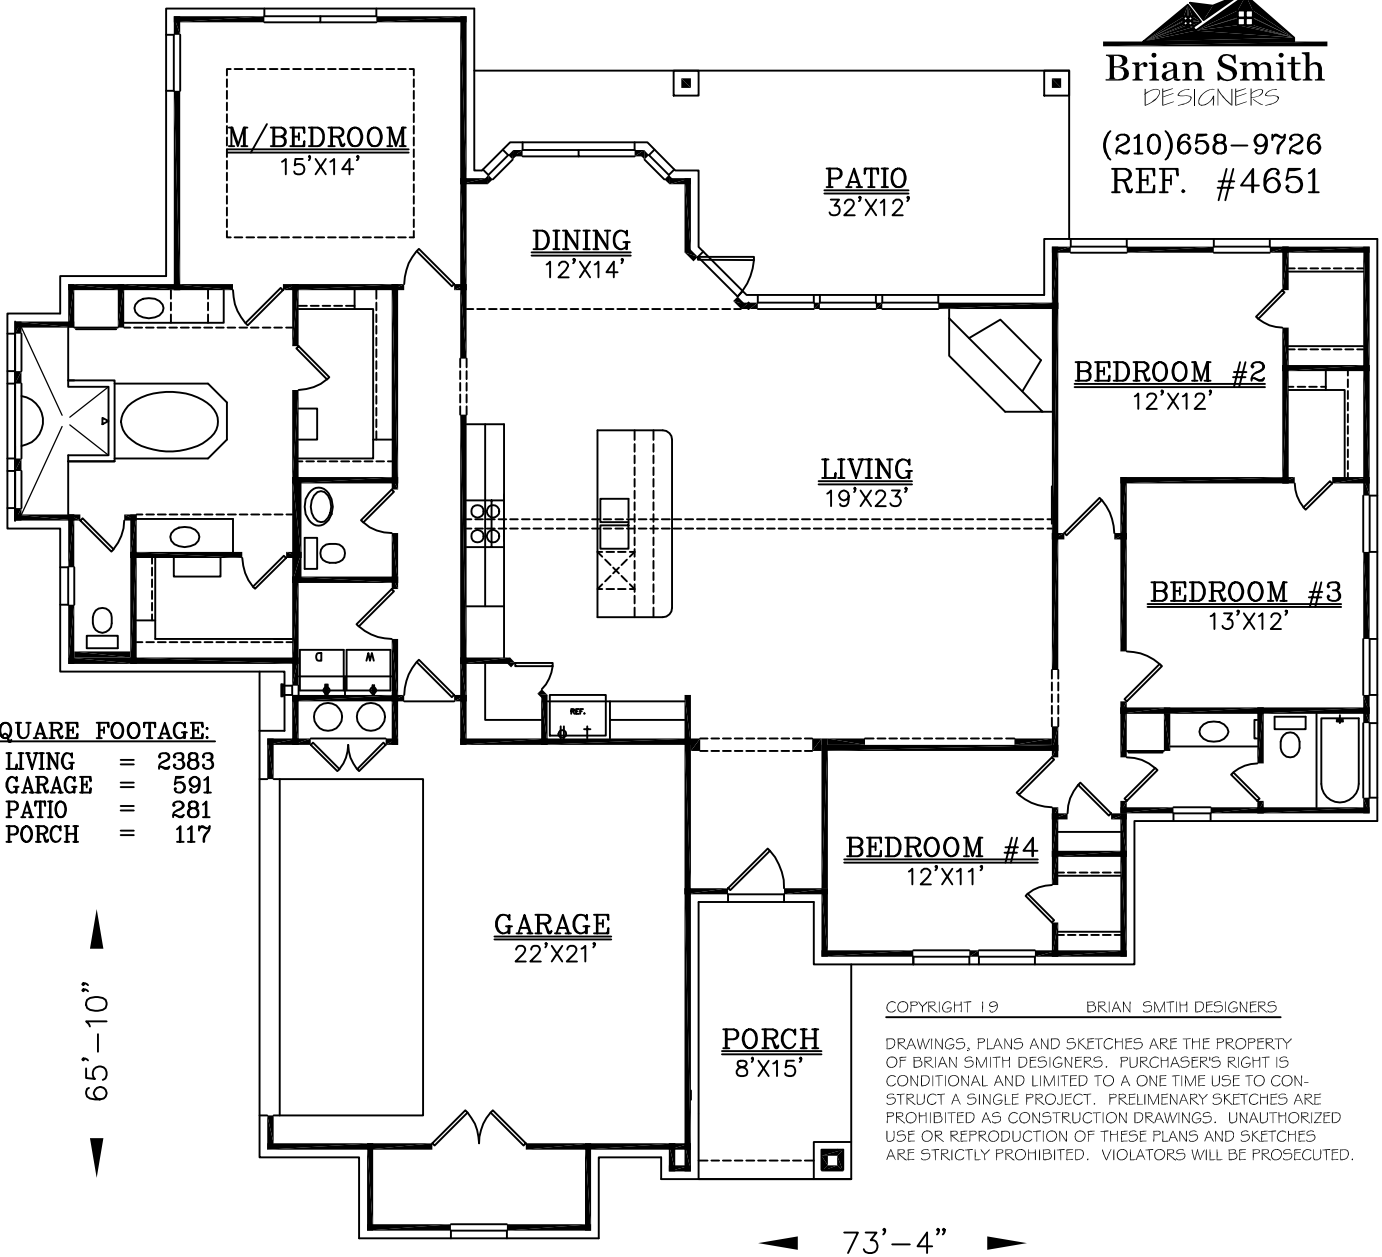 Brian Smith
DESIGNERS
(210)658-9726
REF. #4651
M/BEDROOM
15'X14'
PATIO
32'X12'
DINING
12'X14'
BEDROOM #2
12'X12'
LIVING
19'X23'
BEDROOM #3
13'X12'
D W
REF.
QUARE FOOTAGE:
LIVING = 2383
GARAGE = 591
PATIO = 281
PORCH = 117
BEDROOM #4
12'X11'
GARAGE
22'X21'
65'-10"
PORCH
8'X15'
COPYRIGHT 19 BRIAN SMTIH DESIGNERS
DRAWINGS, PLANS AND SKETCHES ARE THE PROPERTY
OF BRIAN SMITH DESIGNERS. PURCHASER'S RIGHT IS
CONDITIONAL AND LIMITED TO A ONE TIME USE TO CON-
STRUCT A SINGLE PROJECT. PRELIMENARY SKETCHES ARE
PROHIBITED AS CONSTRUCTION DRAWINGS. UNAUTHORIZED
USE OR REPRODUCTION OF THESE PLANS AND SKETCHES
ARE STRICTLY PROHIBITED. VIOLATORS WILL BE PROSECUTED.
73'-4"